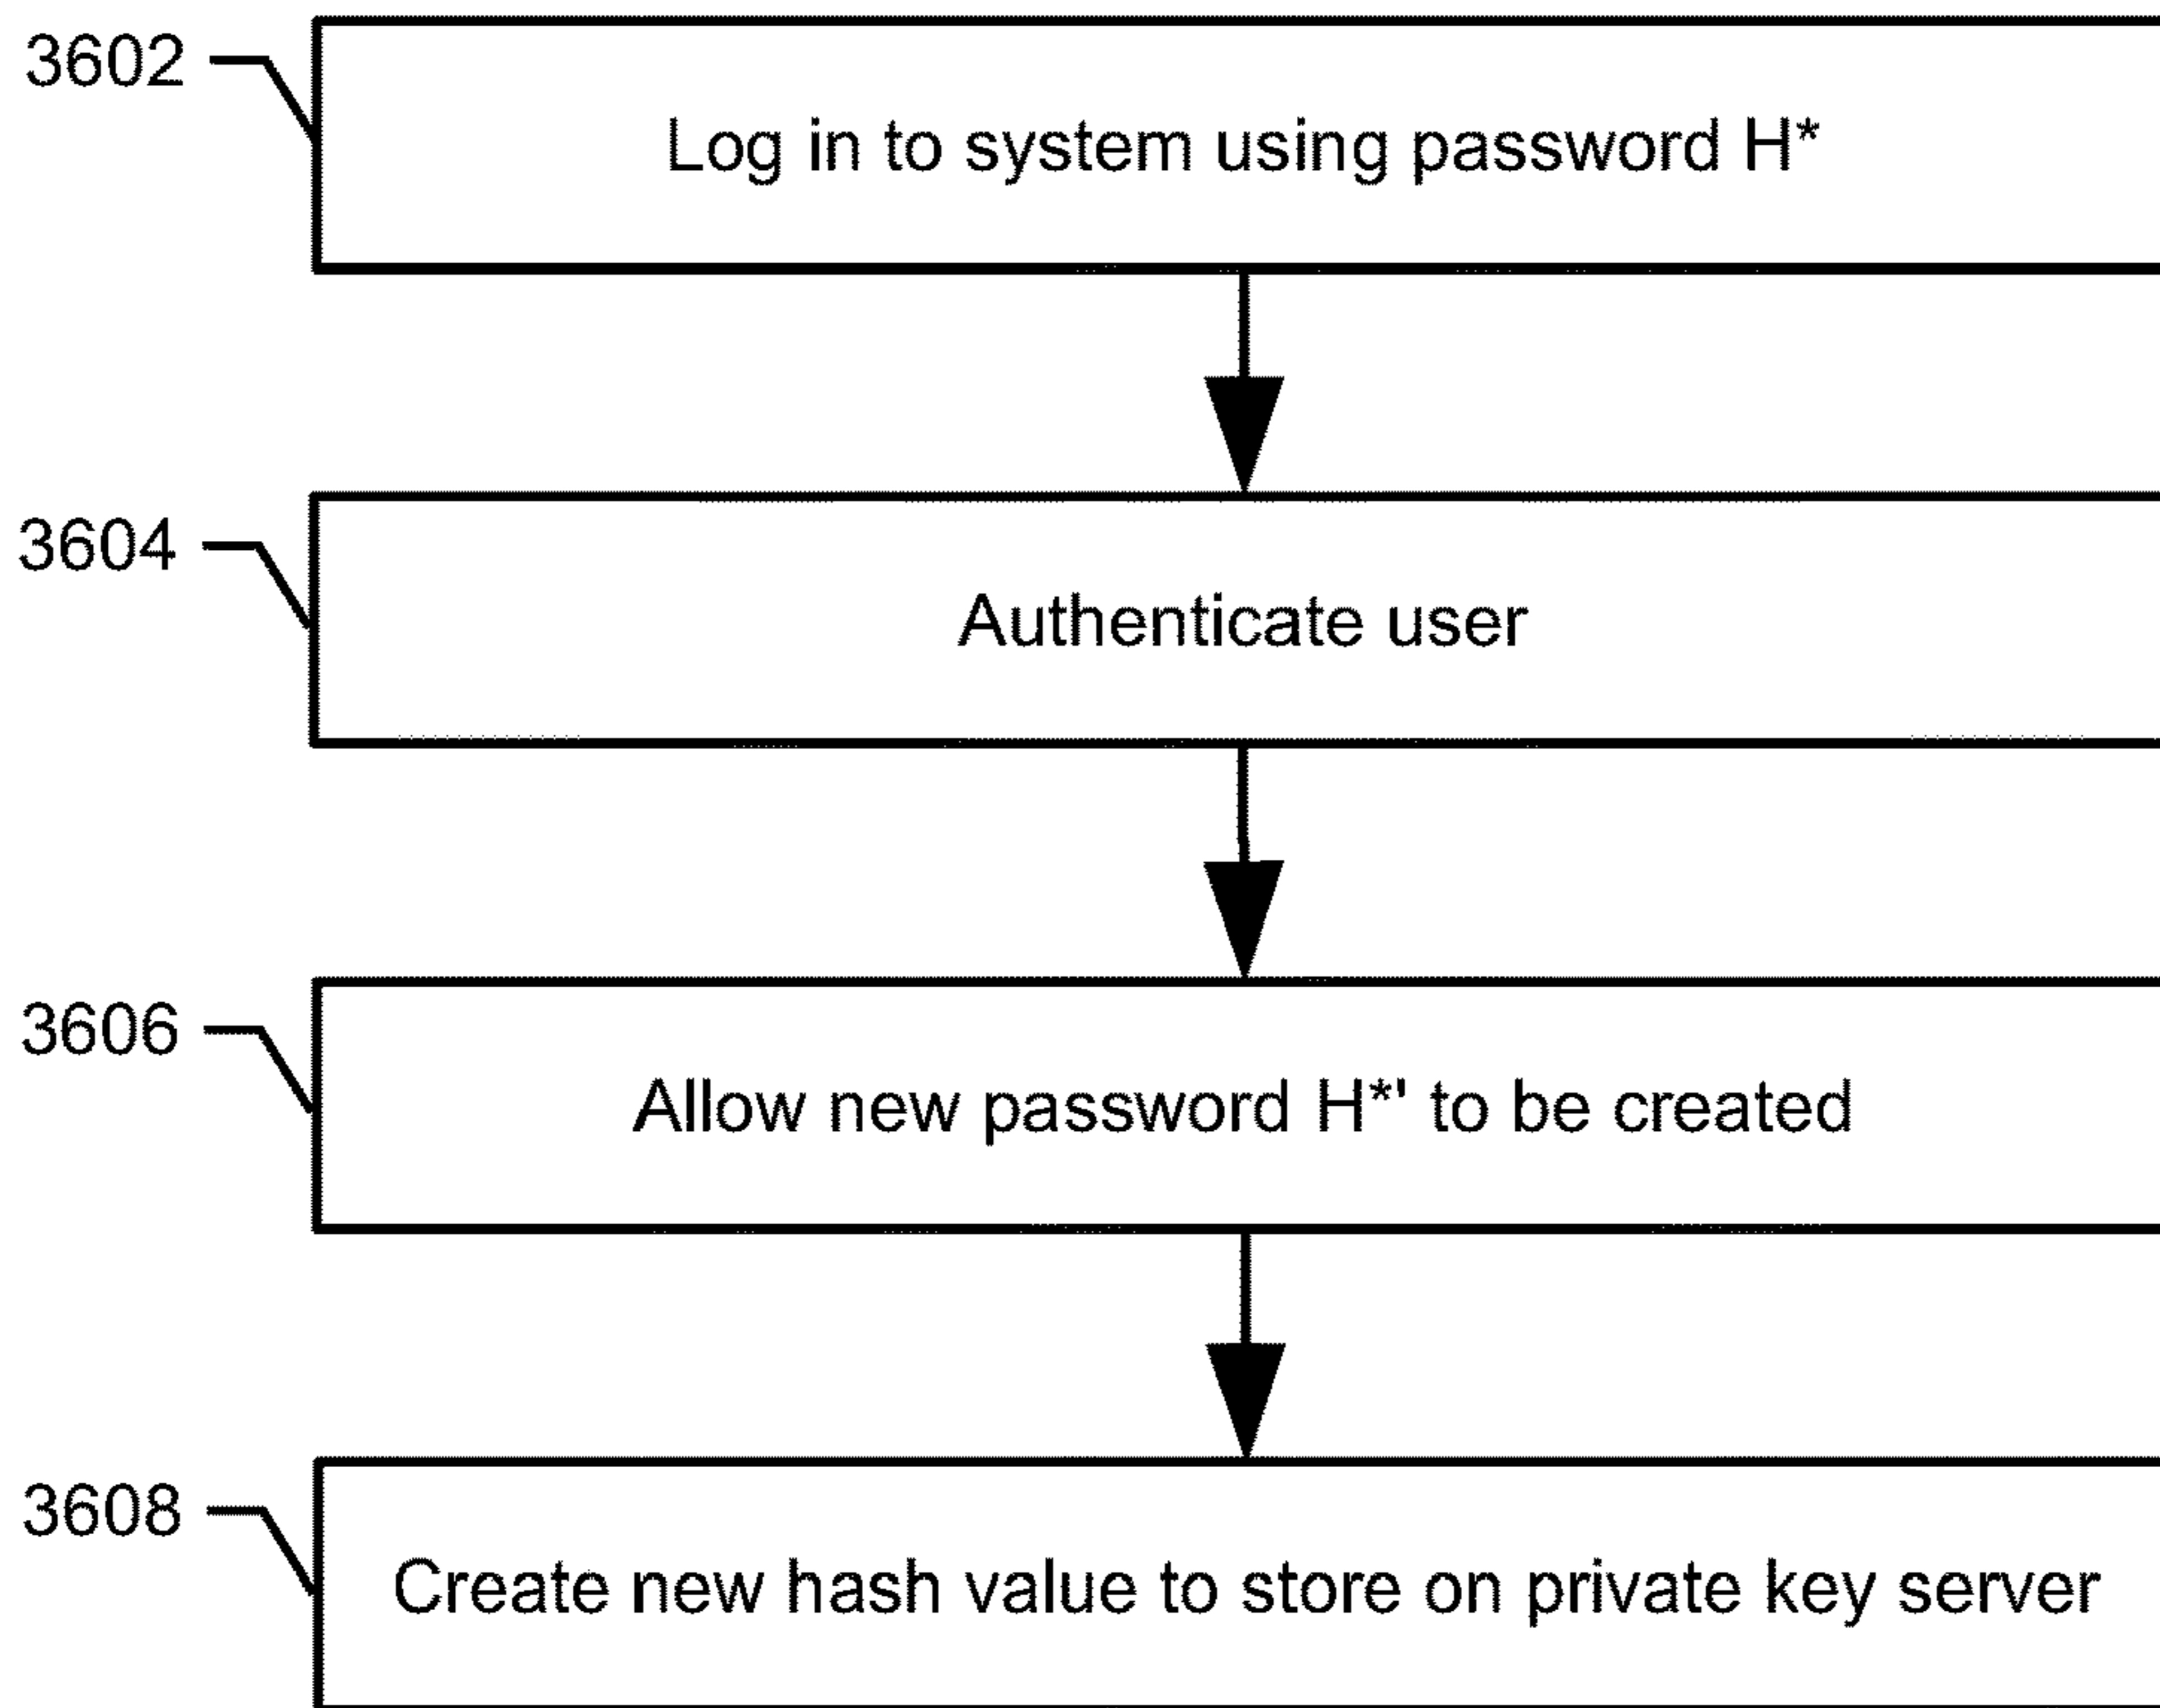 3602
Log in to system using password H*
3604
Authenticate user
3606
Allow new password H*' to be created
3608
Create new hash value to store on private key server